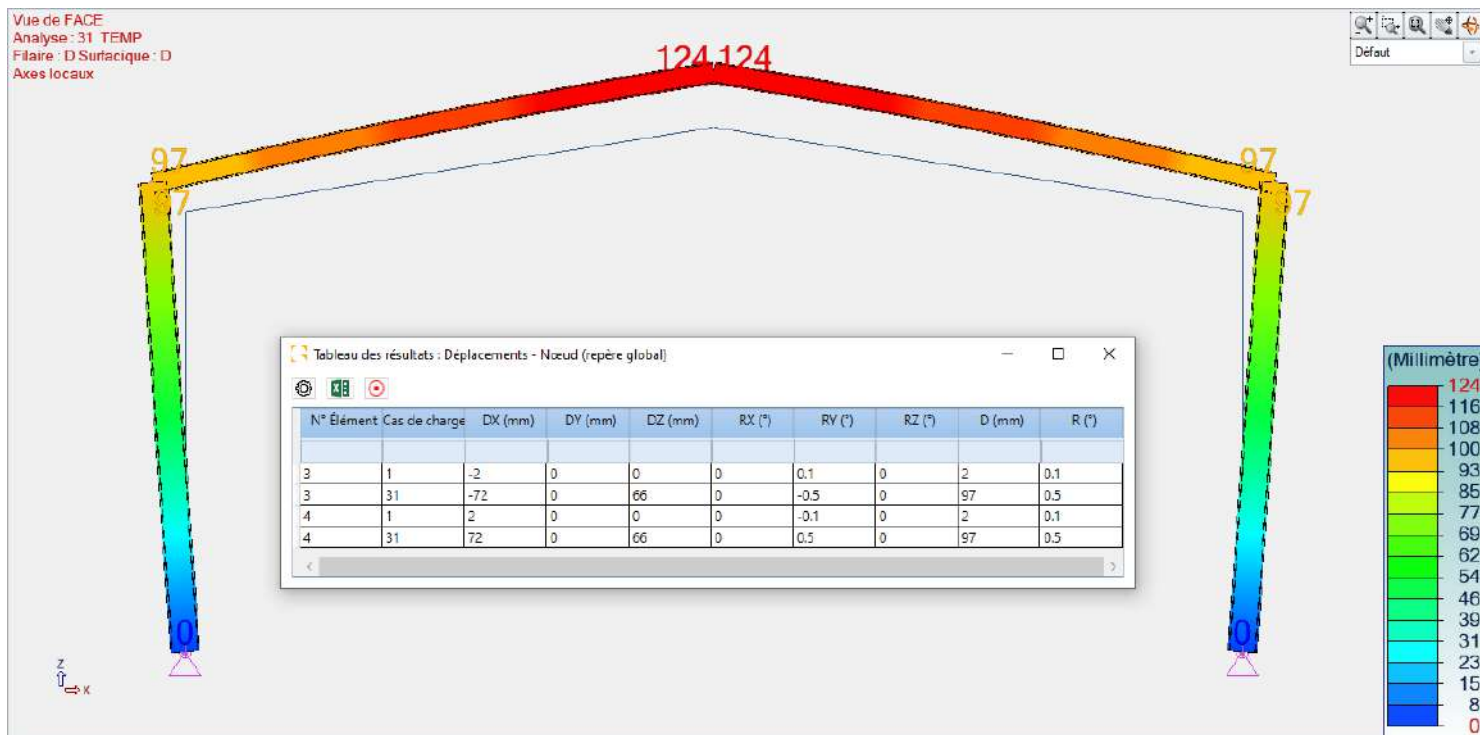 Vue de FACE
Analyse : 31 TEMP
Filaire : D Surfacique : D
Axes locaux
Défaut
124 124
97 97
97 97
Tableau des résultats : Déplacements - Nœud (repère global)
N° Élément Cas de charge DX (mm) DY (mm) DZ (mm) RX (°) RY (°) RZ (°) D (mm) R (°)
3 1 -2 0 0 0 0.1 0 2 0.1
3 31 -72 0 66 0 -0.5 0 97 0.5
4 1 2 0 0 0 -0.1 0 2 0.1
4 31 72 0 66 0 0.5 0 97 0.5
0 0
Z
X
(Millimètre)
124
116
108
100
93
85
77
69
62
54
46
39
31
23
15
8
0